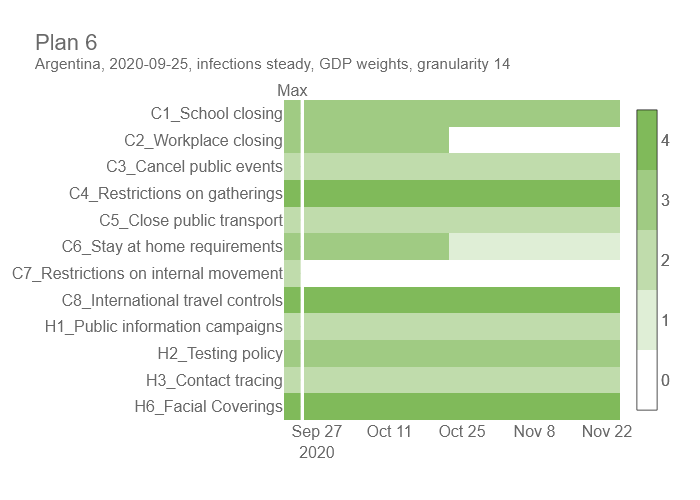 Plan 6
Argentina, 2020-09-25, infections steady, GDP weights, granularity 14
Max
C1_School closing
C2_Workplace closing
C3_Cancel public events
C4_Restrictions on gatherings
C5_Close public transport
C6_Stay at home requirements
C7_Restrictions on internal movement
C8_International travel controls
H1_Public information campaigns
H2_Testing policy
H3_Contact tracing
H6_Facial Coverings
4
3
2
1
0
Sep 27 Oct 11 Oct 25 Nov 8 Nov 22
2020